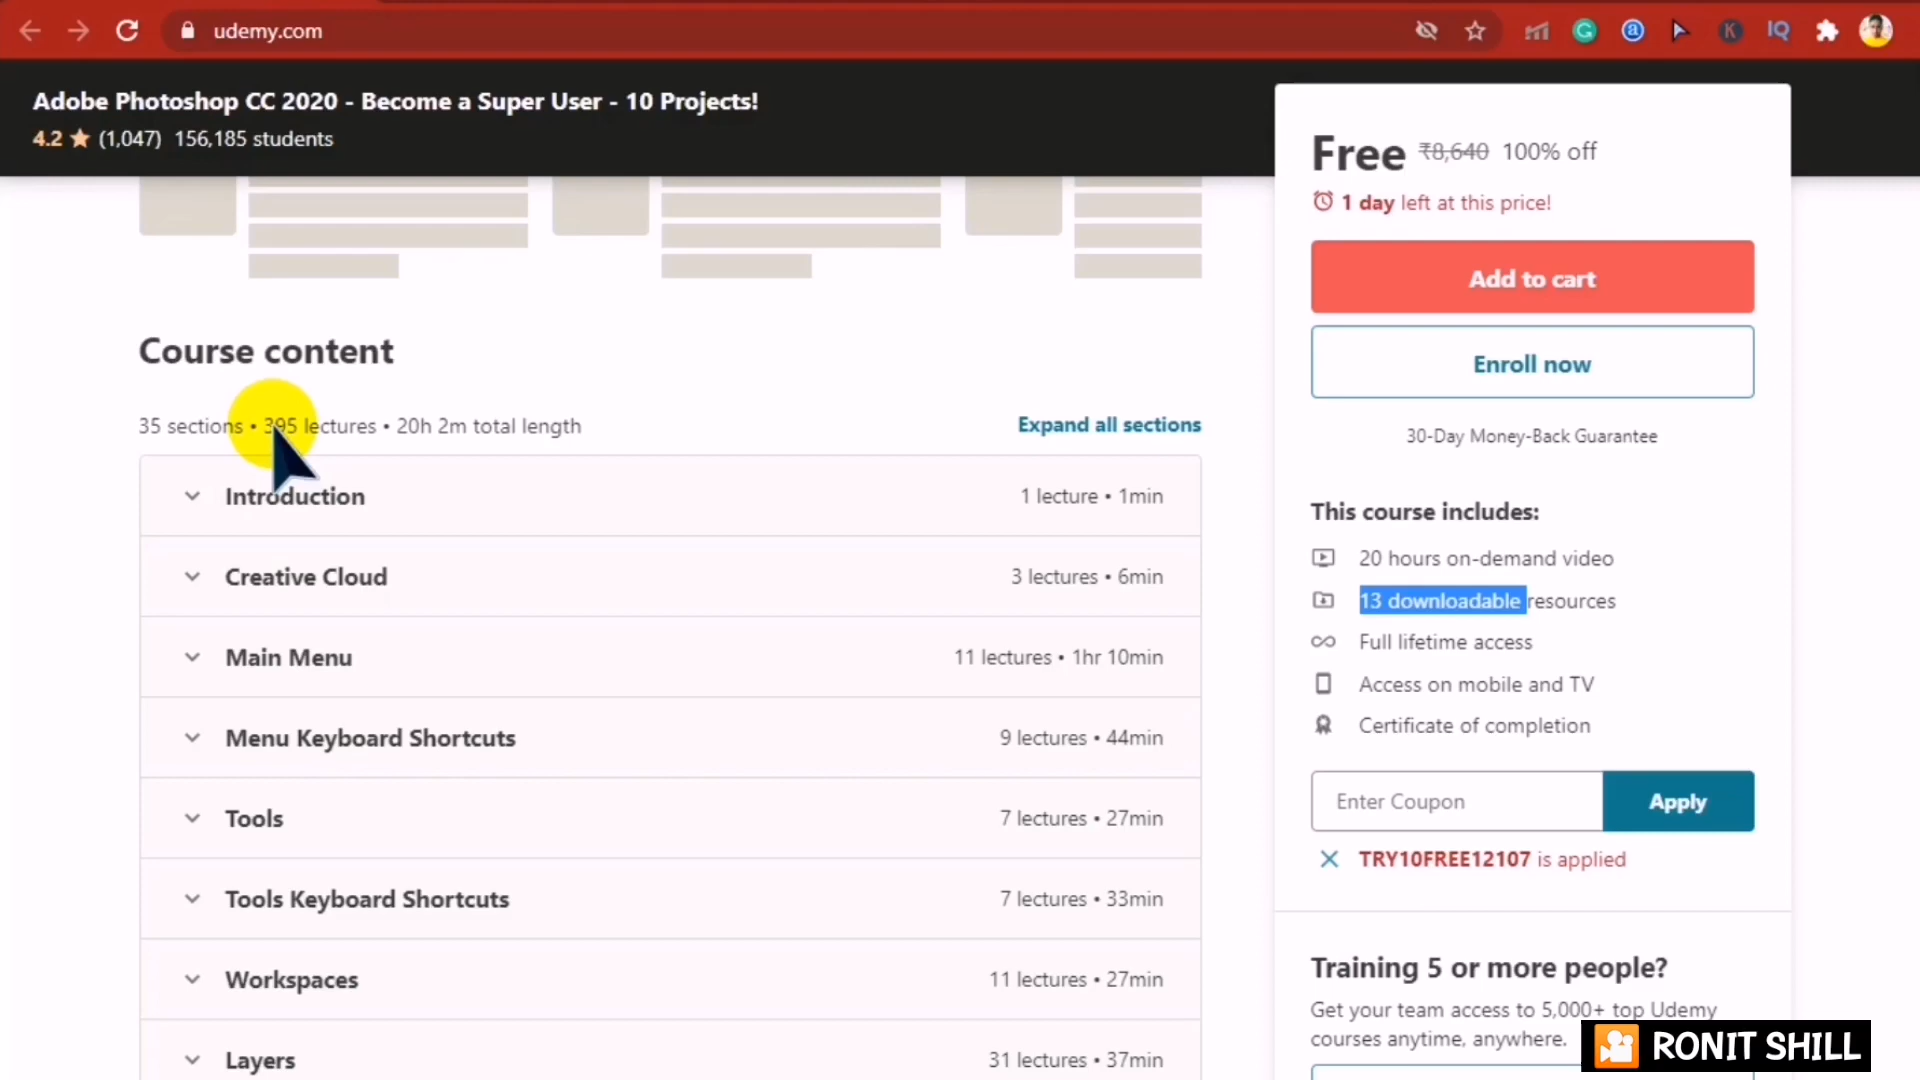 udemy.com
Adobe Photoshop CC 2020 - Become a Super User - 10 Projects!
4.2 ★ (1,047) 156,185 students
Free ₹8,640 100% off
1 day left at this price!
Add to cart
Enroll now
30-Day Money-Back Guarantee
This course includes:
20 hours on-demand video
13 downloadable resources
Full lifetime access
Access on mobile and TV
Certificate of completion
Enter Coupon
Apply
TRY10FREE12107 is applied
Training 5 or more people?
Get your team access to 5,000+ top Udemy
courses anytime, anywhere.
Course content
35 sections • 395 lectures • 20h 2m total length
Expand all sections
Introduction 1 lecture • 1min
Creative Cloud 3 lectures • 6min
Main Menu 11 lectures • 1hr 10min
Menu Keyboard Shortcuts 9 lectures • 44min
Tools 7 lectures • 27min
Tools Keyboard Shortcuts 7 lectures • 33min
Workspaces 11 lectures • 27min
Layers 31 lectures • 37min
RONIT SHILL
K
IQ
G
a